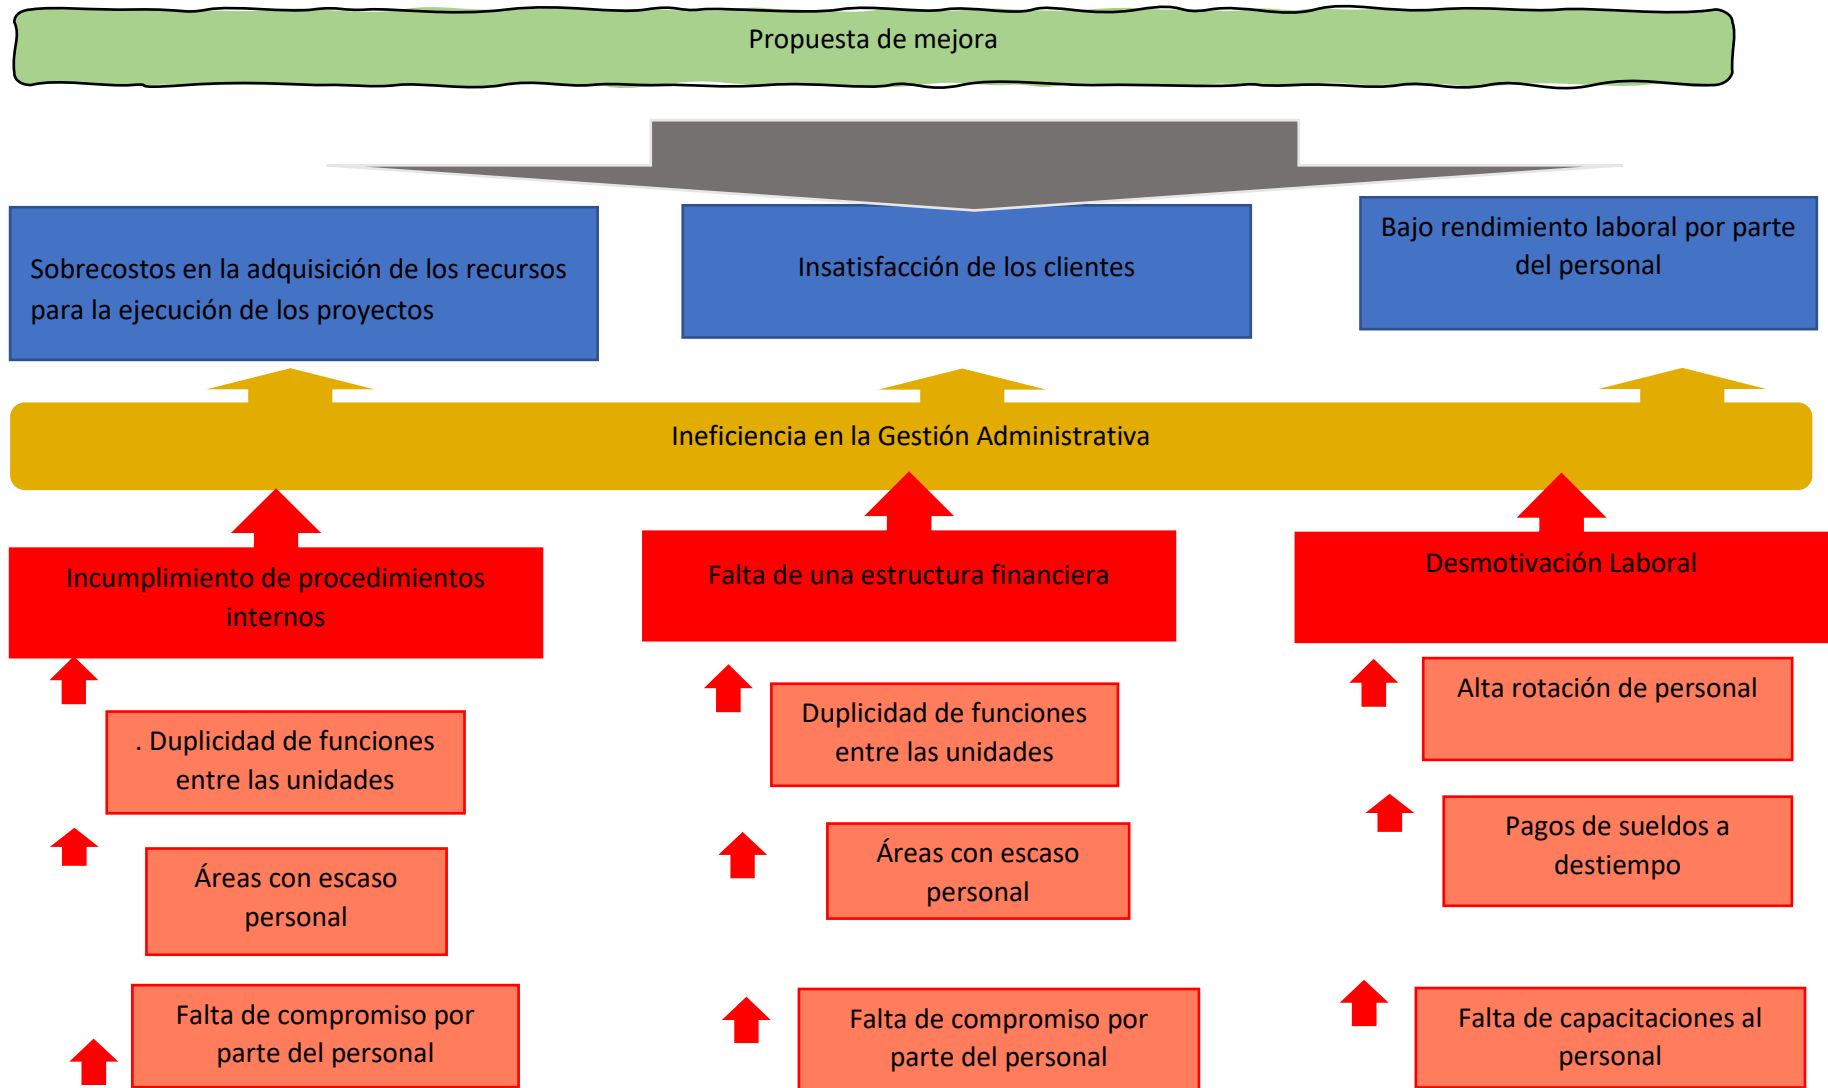 Propuesta de mejora
Sobrecostos en la adquisición de los recursos
para la ejecución de los proyectos
Insatisfacción de los clientes
Bajo rendimiento laboral por parte
del personal
Ineficiencia en la Gestión Administrativa
Incumplimiento de procedimientos
internos
Falta de una estructura financiera
Desmotivación Laboral
. Duplicidad de funciones
entre las unidades
Áreas con escaso
personal
Falta de compromiso por
parte del personal
Duplicidad de funciones
entre las unidades
Áreas con escaso
personal
Falta de compromiso por
parte del personal
Alta rotación de personal
Pagos de sueldos a
destiempo
Falta de capacitaciones al
personal